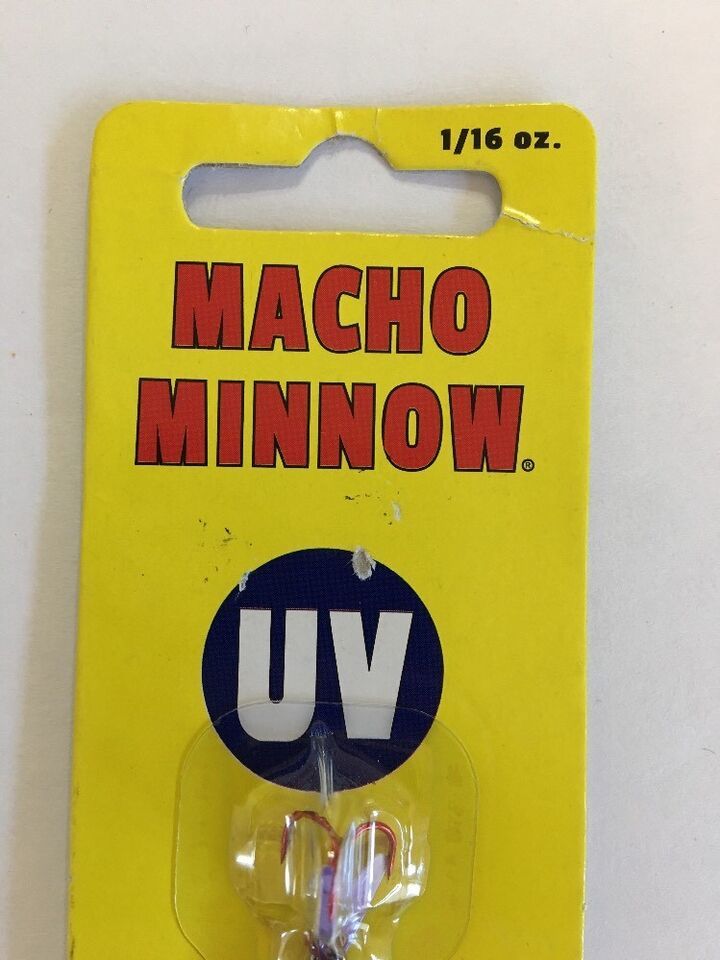 1/16 oz.
MACHO
MINNOW®
UV